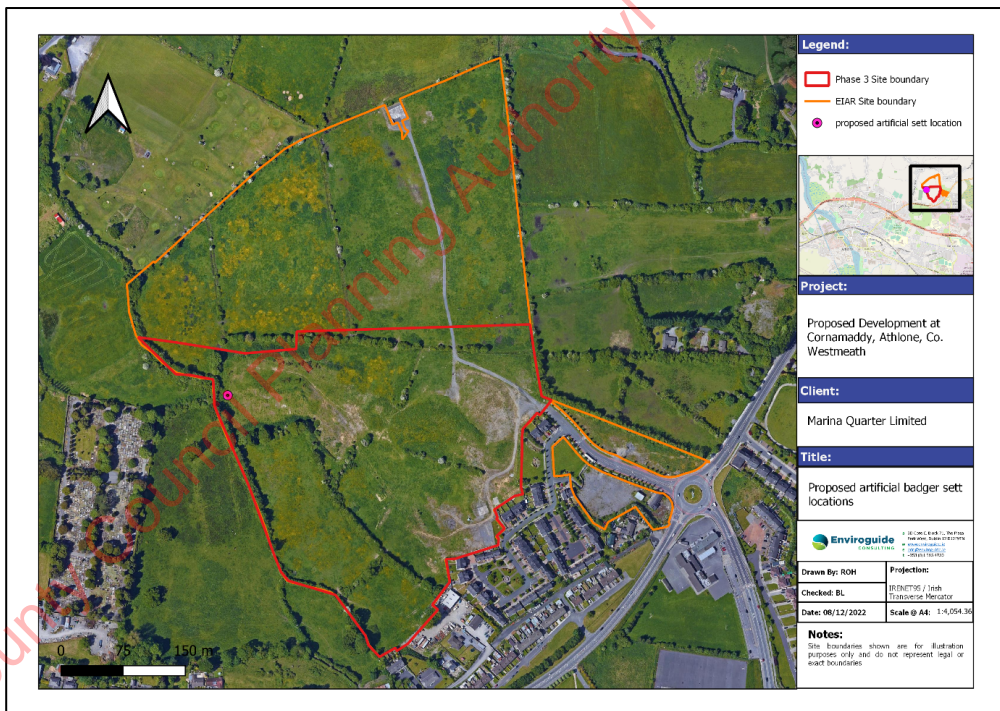 Legend:
Phase 3 Site boundary
EIAR Site boundary
proposed artificial sett location
Project:
Proposed Development at
Cornamaddy, Athlone, Co.
Westmeath
Client:
Marina Quarter Limited
Title:
Proposed artificial badger sett
locations
Enviroguide
CONSULTING
Drawn By: ROH
Projection:
IRENET95 / Irish
Transverse Mercator
Checked: BL
Date: 08/12/2022
Scale @ A4: 1:4,054.36
Notes:
Site boundaries shown are for illustration
purposes only and do not represent legal or
exact boundaries
0 75 150 m
County Council Planning Authority